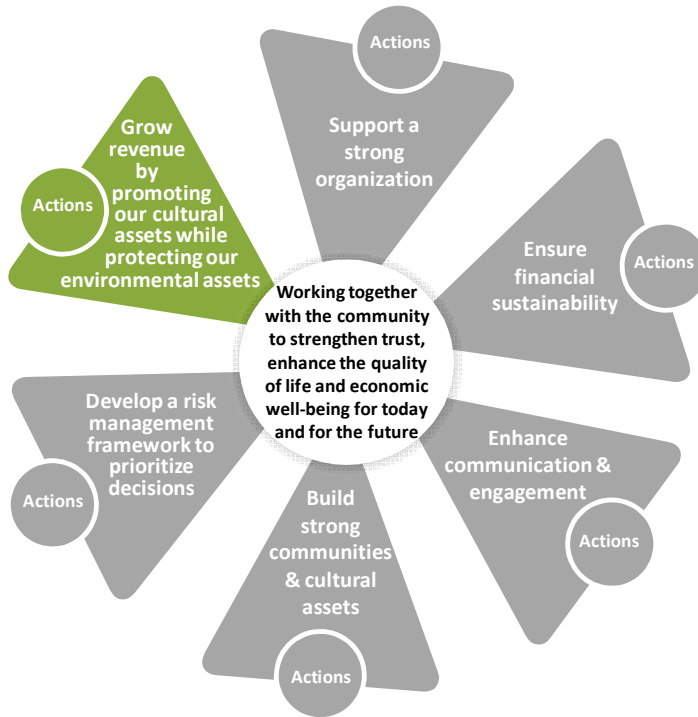 Actions
Support a
strong
organization
Actions
Ensure
financial
sustainability
Actions
Enhance
communication &
engagement
Actions
Build
strong
communities
& cultural
assets
Actions
Develop a risk
management
framework to
prioritize
decisions
Actions
Grow
revenue
by
promoting
our cultural
assets while
protecting our
environmental assets
Working together
with the community
to strengthen trust,
enhance the quality
of life and economic
well-being for today
and for the future